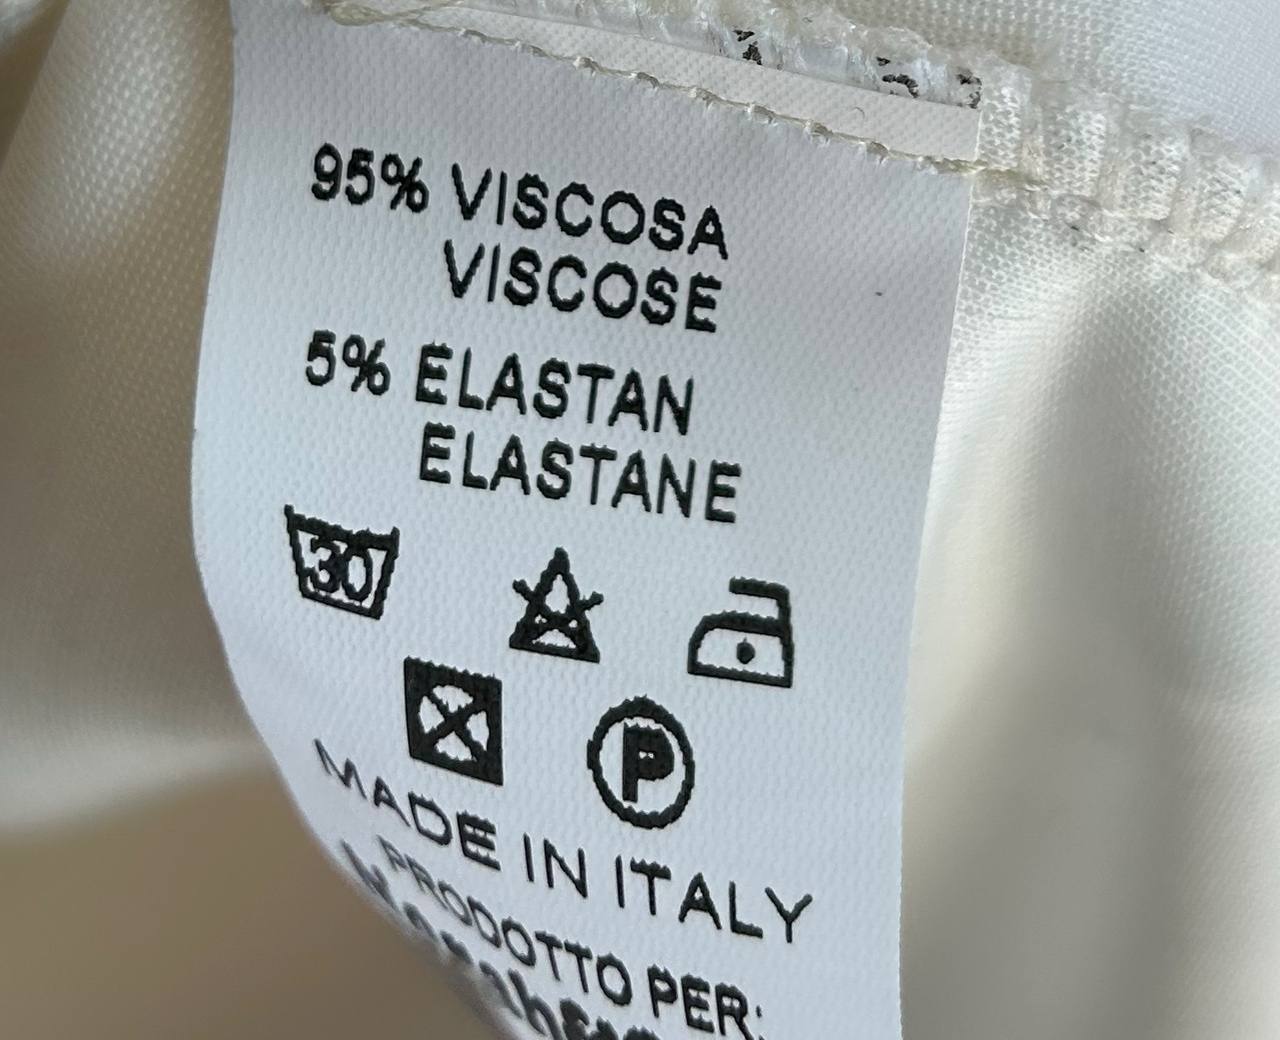 95% VISCOSA
VISCOSE
5% ELASTAN
ELASTANE
30
P
MADE IN ITALY
PRODOTTO PER: